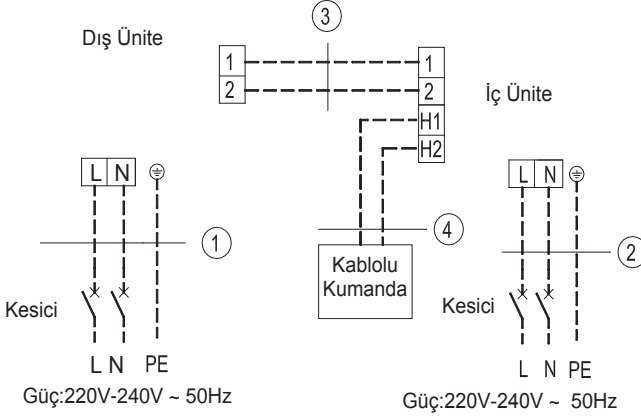 3
Dış Ünite
1 1
2 2
İç Ünite
H1
H2
L N
L N
1
4
2
Kablolu
Kumanda
Kesici
Kesici
L N PE
L N PE
Güç:220V-240V ~ 50Hz
Güç:220V-240V ~ 50Hz